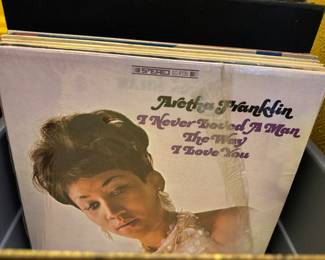 STEREO
Aretha Franklin
I Never Loved A Man
The Way
I Love You